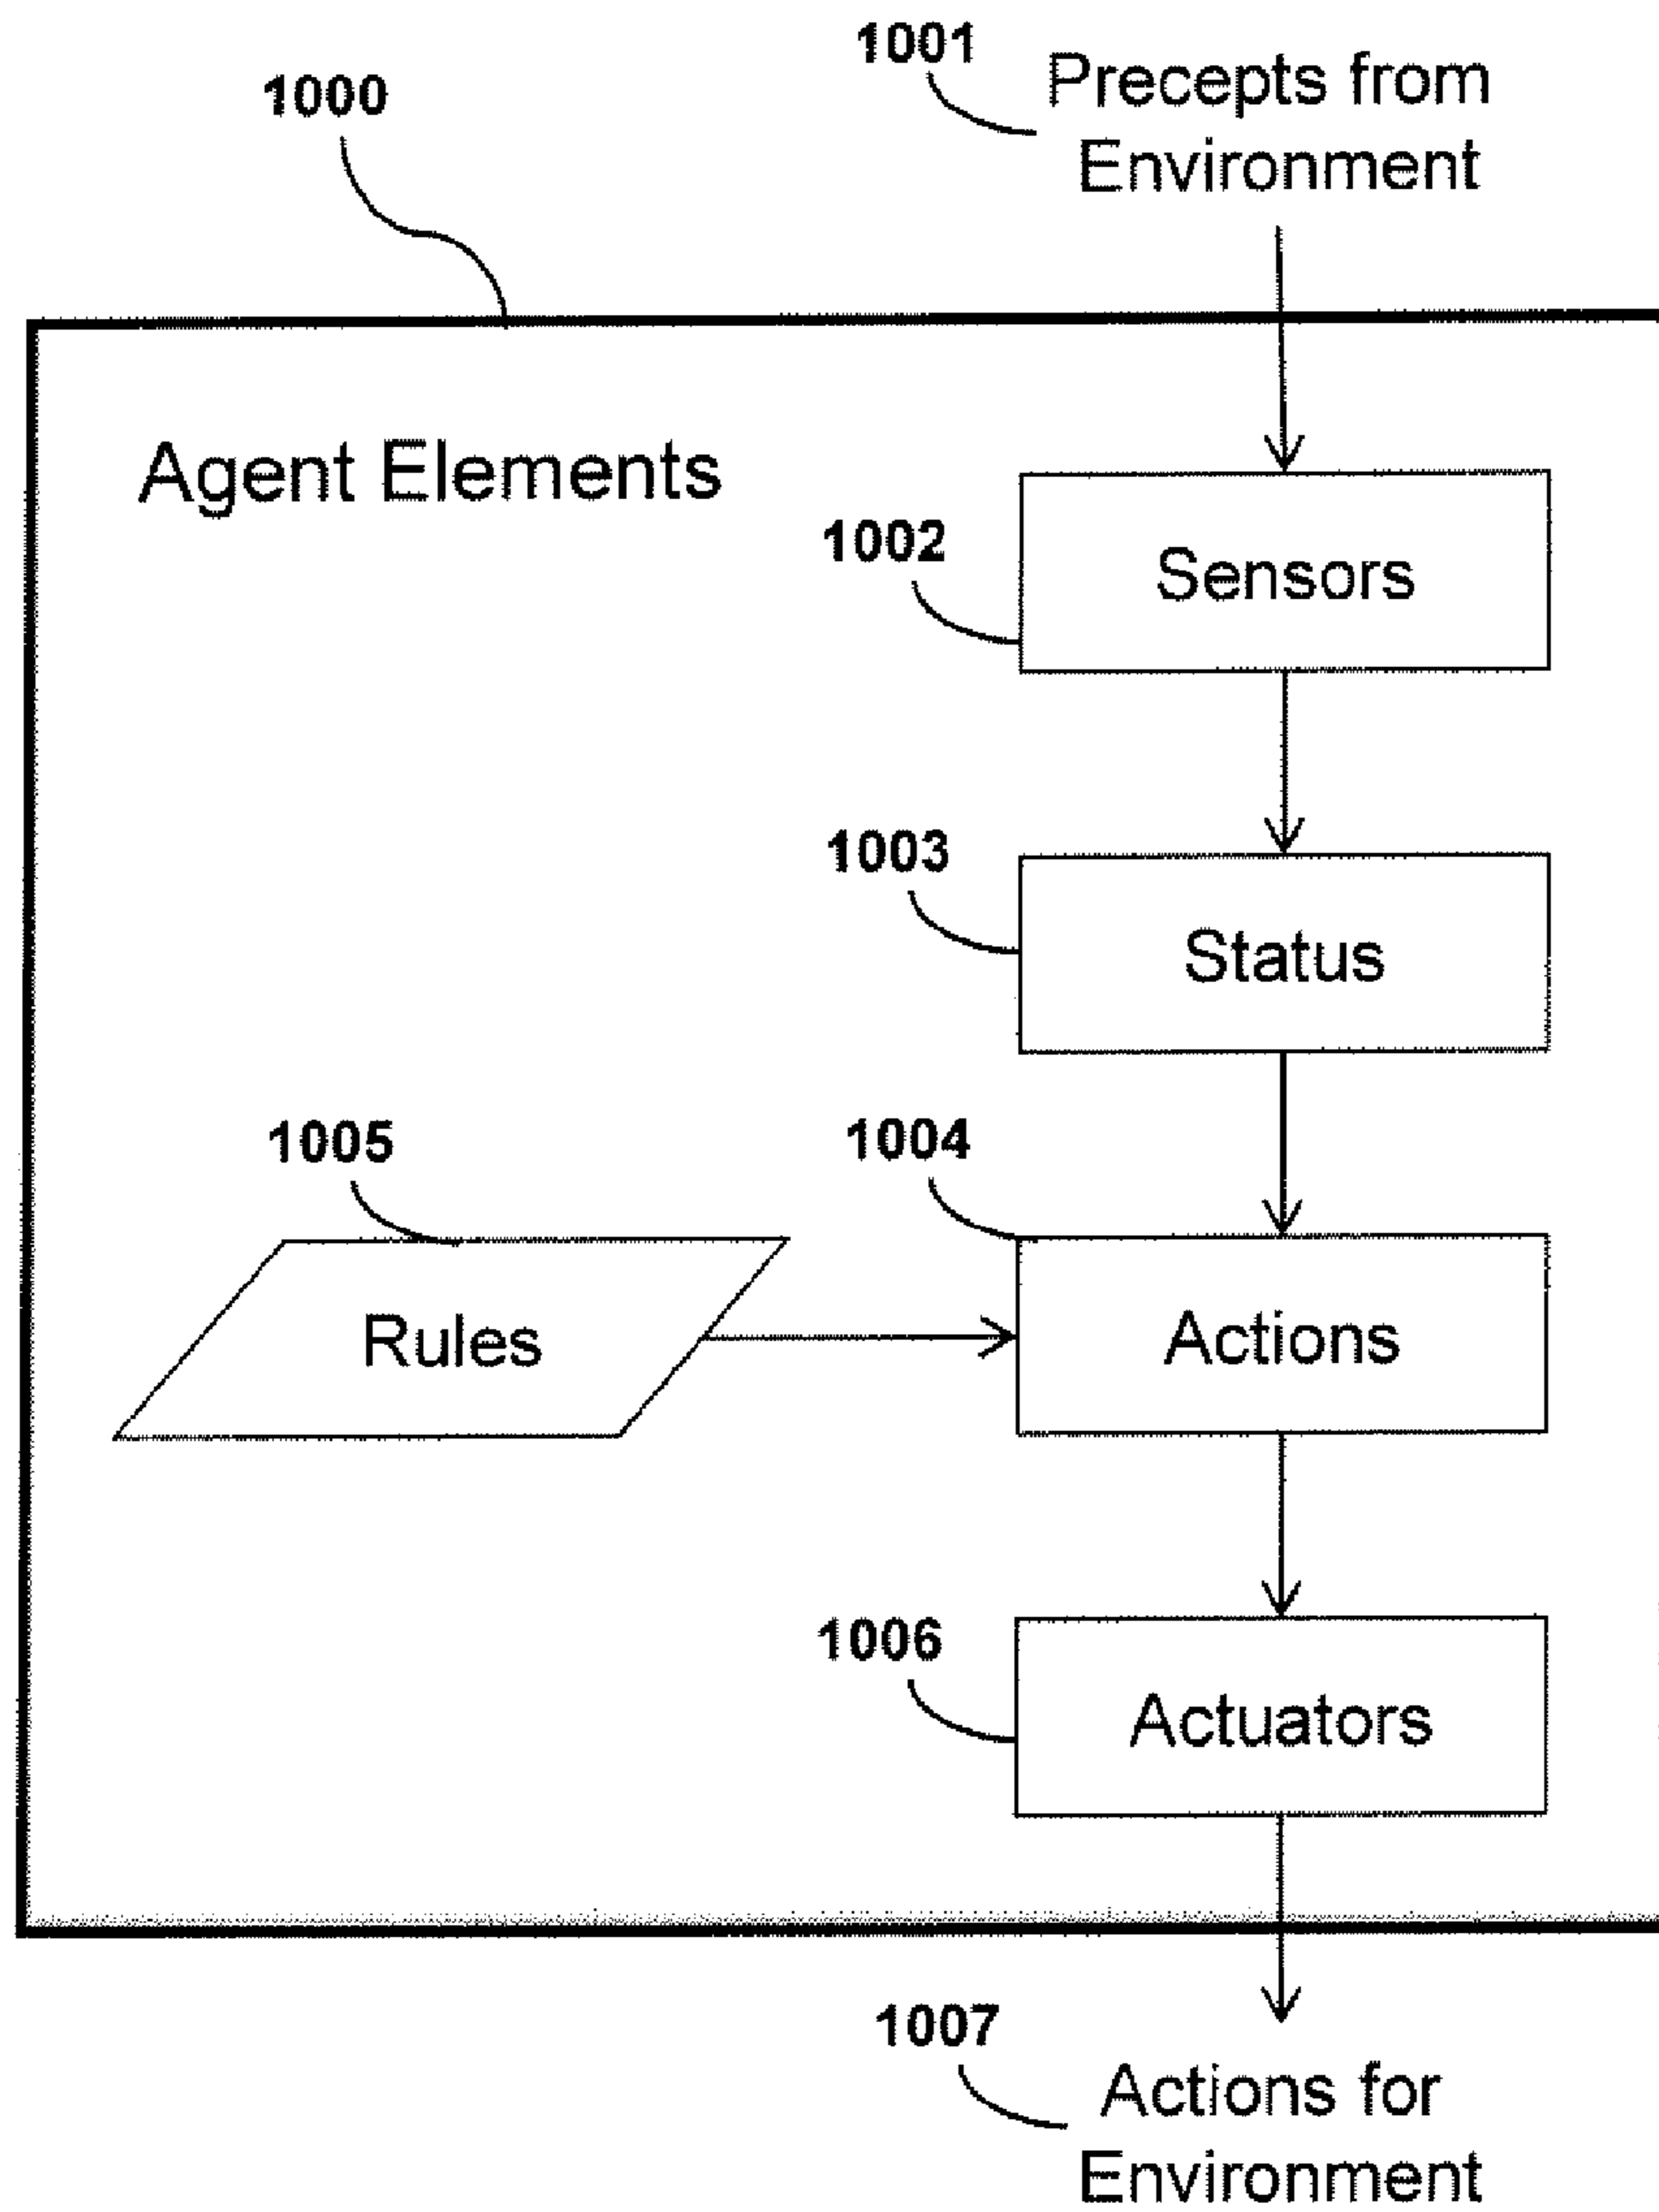 1001
Precepts from
Environment
1000
Agent Elements
1002
Sensors
1003
Status
1005
1004
Rules
Actions
1006
Actuators
1007
Actions for
Environment